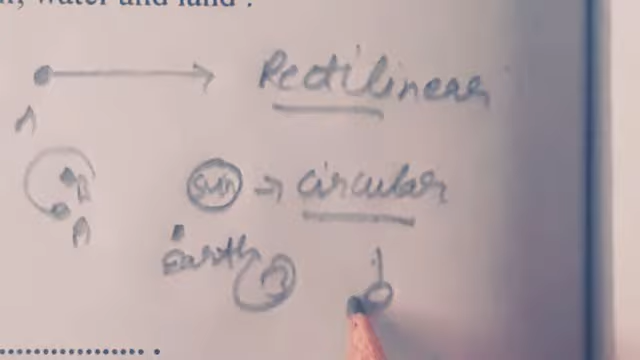 water and land .
Rectilinear
A
B
Sun → circular
A
Earth